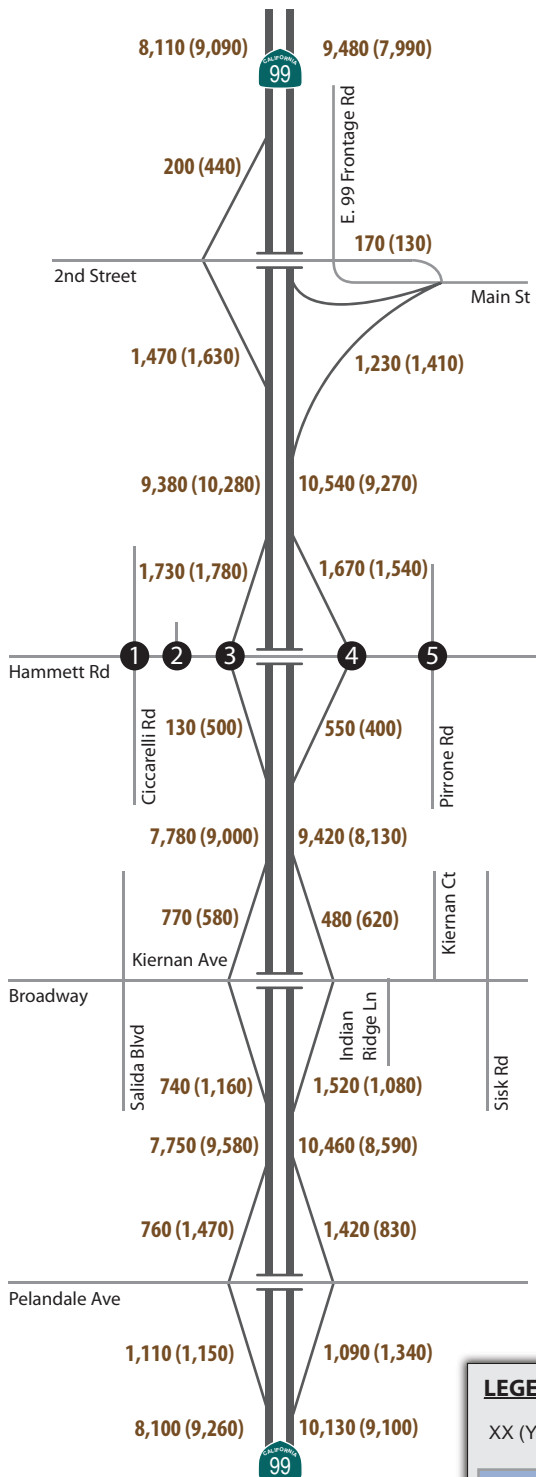 8,110 (9,090)
9,480 (7,990)
CALIFORNIA
99
E. 99 Frontage Rd
200 (440)
170 (130)
2nd Street
Main St
1,470 (1,630)
1,230 (1,410)
9,380 (10,280)
10,540 (9,270)
1,730 (1,780)
1,670 (1,540)
1
2
3
4
5
Hammett Rd
Ciccarelli Rd
130 (500)
550 (400)
Pirrone Rd
7,780 (9,000)
9,420 (8,130)
770 (580)
480 (620)
Kiernan Ct
Kiernan Ave
Broadway
Salida Blvd
Indian
Ridge Ln
Sisk Rd
740 (1,160)
1,520 (1,080)
7,750 (9,580)
10,460 (8,590)
760 (1,470)
1,420 (830)
Pelandale Ave
1,110 (1,150)
1,090 (1,340)
8,100 (9,260)
10,130 (9,100)
CALIFORNIA
99
LEGE
XX (Y